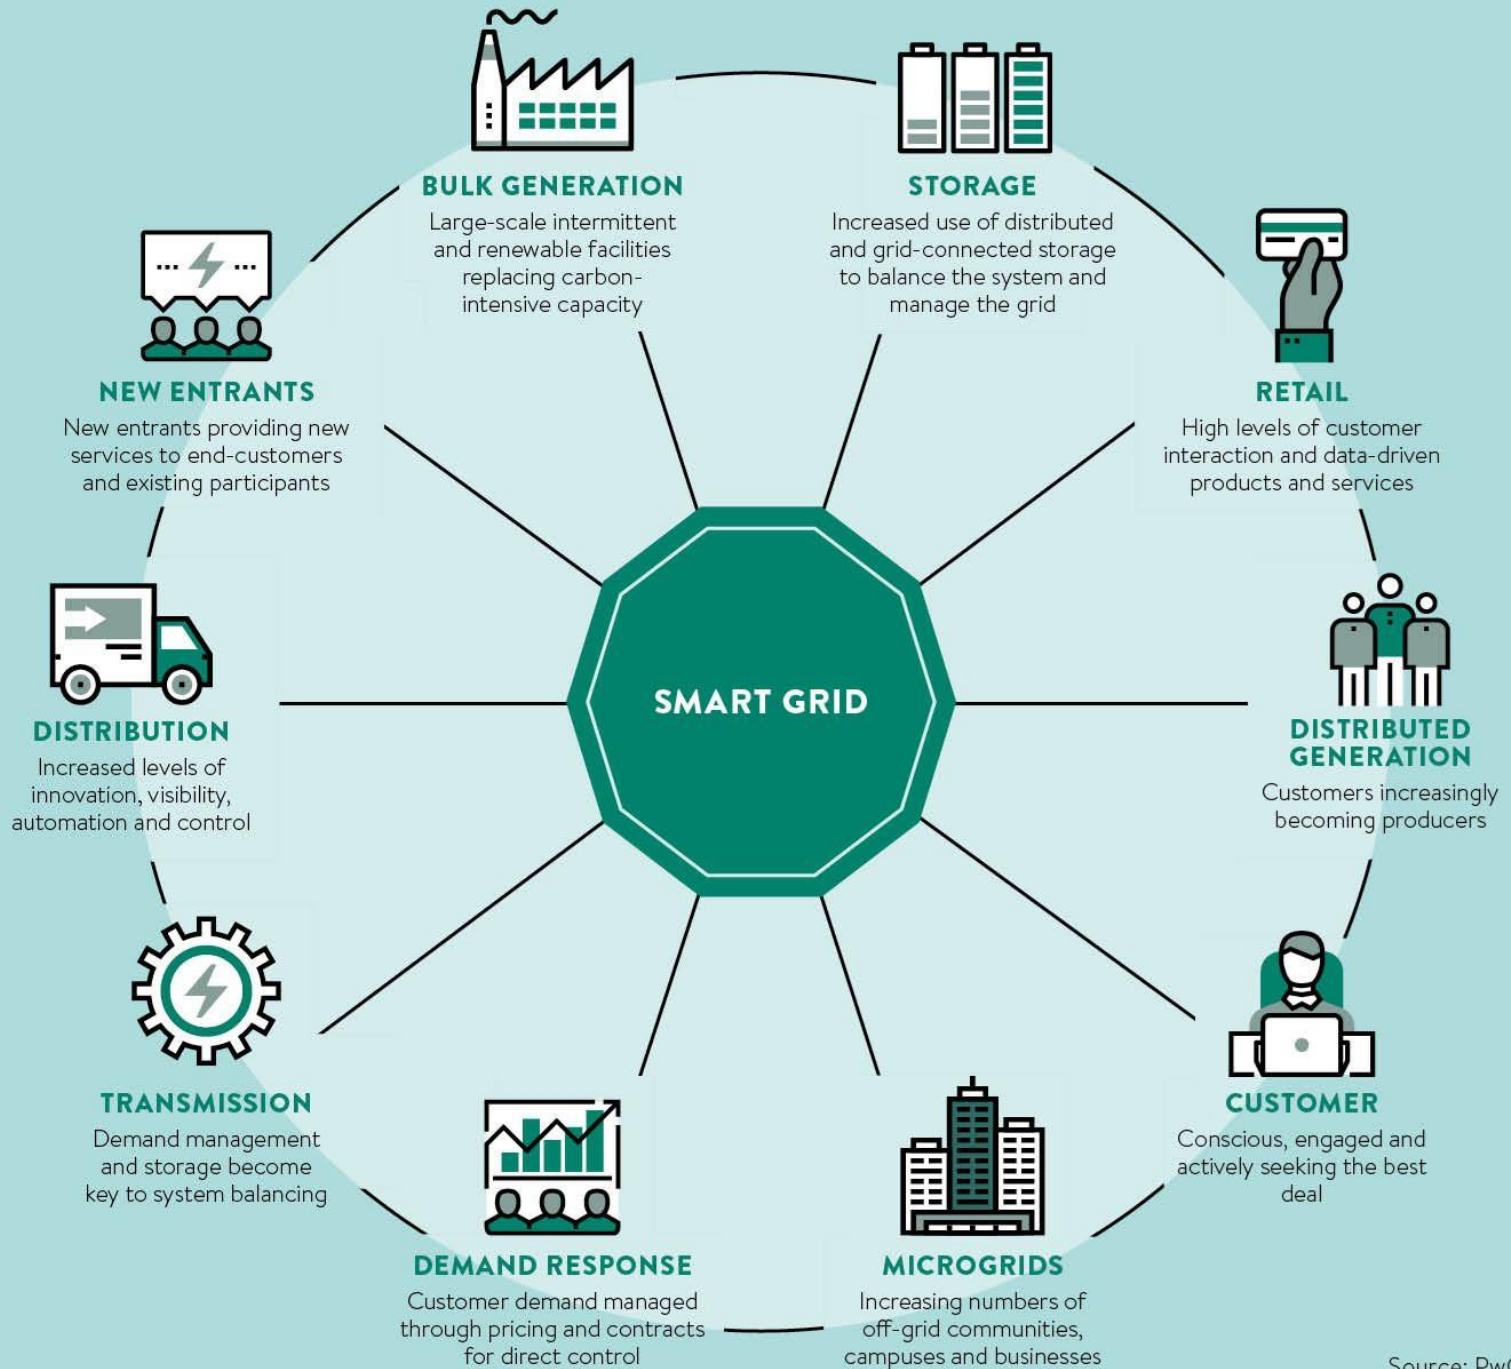 BULK GENERATION
Large-scale intermittent
and renewable facilities
replacing carbon-
intensive capacity
STORAGE
Increased use of distributed
and grid-connected storage
to balance the system and
manage the grid
RETAIL
High levels of customer
interaction and data-driven
products and services
DISTRIBUTED
GENERATION
Customers increasingly
becoming producers
CUSTOMER
Conscious, engaged and
actively seeking the best
deal
MICROGRIDS
Increasing numbers of
off-grid communities,
campuses and businesses
DEMAND RESPONSE
Customer demand managed
through pricing and contracts
for direct control
TRANSMISSION
Demand management
and storage become
key to system balancing
DISTRIBUTION
Increased levels of
innovation, visibility,
automation and control
NEW ENTRANTS
New entrants providing new
services to end-customers
and existing participants
SMART GRID
Source: